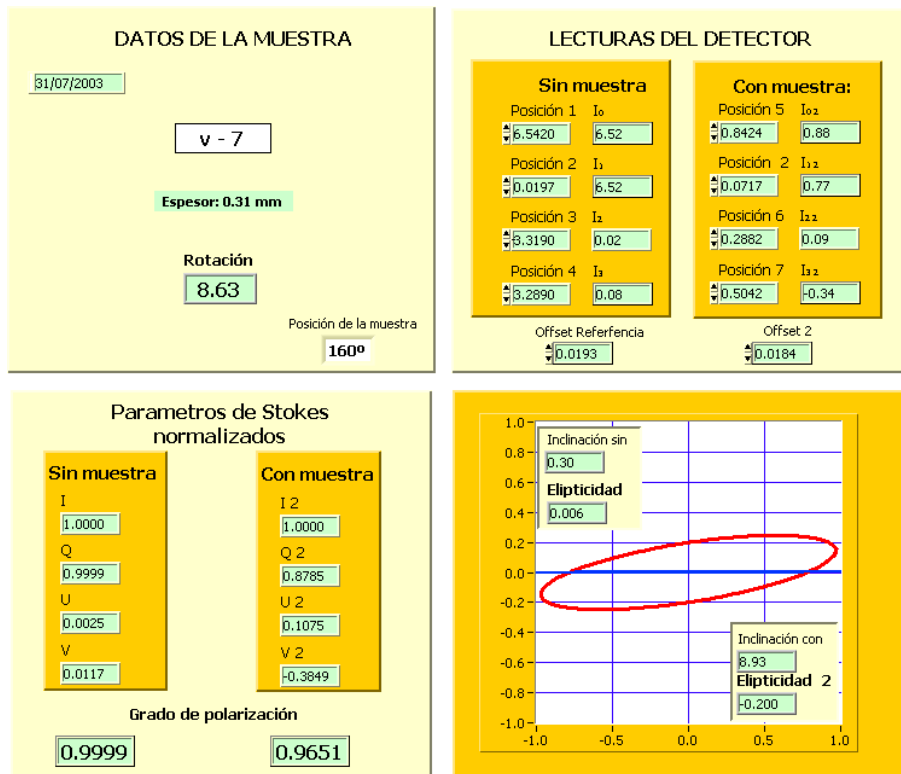 DATOS DE LA MUESTRA
31/07/2003
v - 7
Espesor: 0.31 mm
Rotación
8.63
Posición de la muestra
160º
LECTURAS DEL DETECTOR
Sin muestra
Posición 1 I₀
6.5420 6.52
Posición 2 I₁
0.0197 6.52
Posición 3 I₂
3.3190 0.02
Posición 4 I₃
3.2890 0.08
Con muestra:
Posición 5 I₀₂
0.8424 0.88
Posición 2 I₁₂
0.0717 0.77
Posición 6 I₂₂
0.2882 0.09
Posición 7 I₃₂
0.5042 -0.34
Offset Referfencia
0.0193
Offset 2
0.0184
Parametros de Stokes
normalizados
Sin muestra
I
1.0000
Q
0.9999
U
0.0025
V
0.0117
Con muestra
I 2
1.0000
Q 2
0.8785
U 2
0.1075
V 2
-0.3849
Grado de polarización
0.9999 0.9651
1.0
0.8
0.6
0.4
0.2
0.0
-0.2
-0.4
-0.6
-0.8
-1.0
Inclinación sin
0.30
Elipticidad
0.006
Inclinación con
8.93
Elipticidad 2
-0.200
-1.0 -0.5 0.0 0.5 1.0